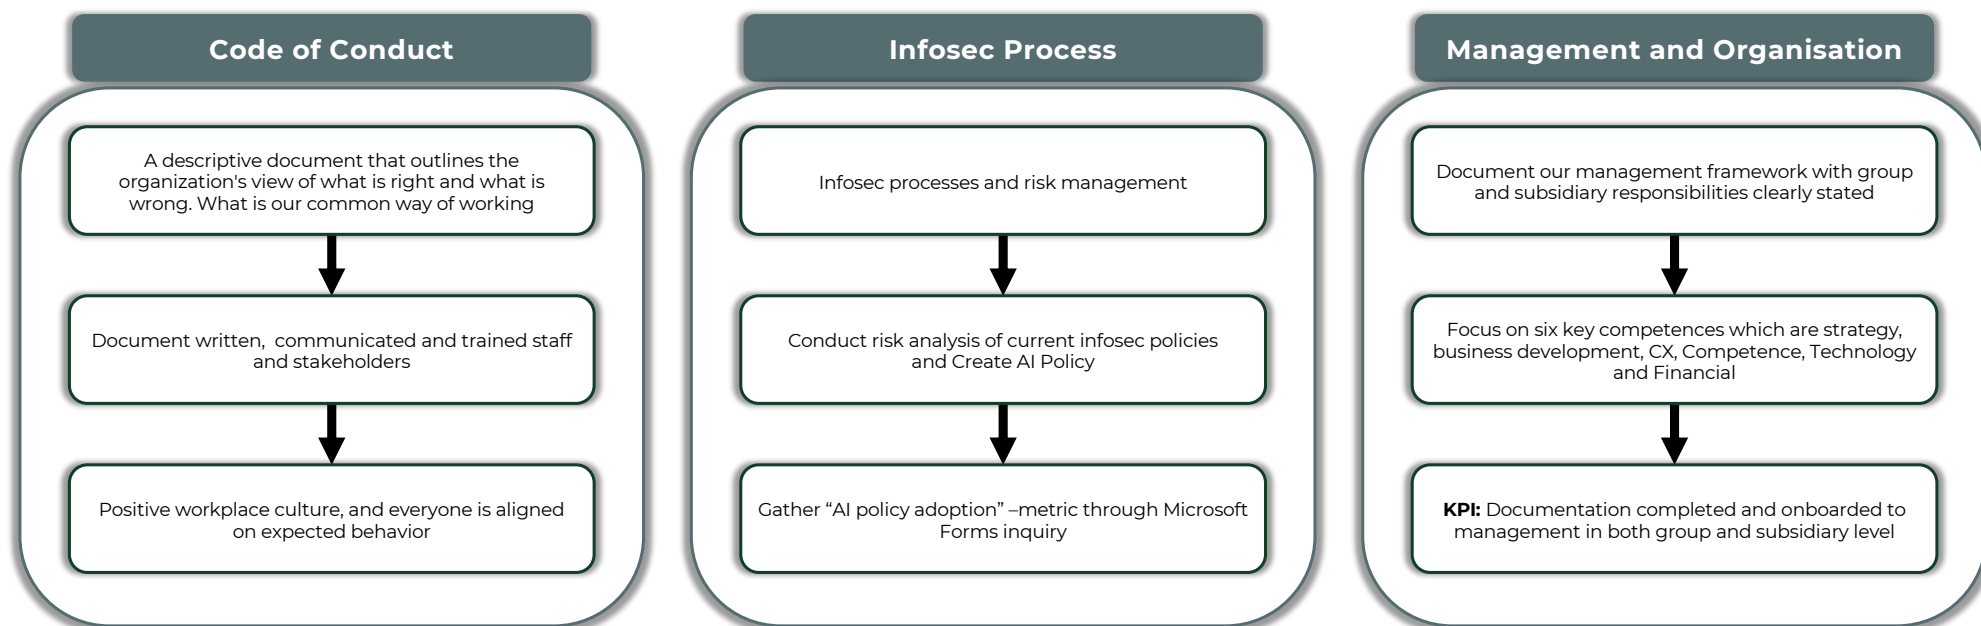 Code of Conduct
A descriptive document that outlines the
organization's view of what is right and what is
wrong. What is our common way of working
Document written,  communicated and trained staff
and stakeholders
Positive workplace culture, and everyone is aligned
on expected behavior
Infosec Process
Infosec processes and risk management
Conduct risk analysis of current infosec policies
and Create AI Policy
Gather “AI policy adoption” –metric through Microsoft
Forms inquiry
Management and Organisation
Document our management framework with group
and subsidiary responsibilities clearly stated
Focus on six key competences which are strategy,
business development, CX, Competence, Technology
and Financial
KPI: Documentation completed and onboarded to
management in both group and subsidiary level